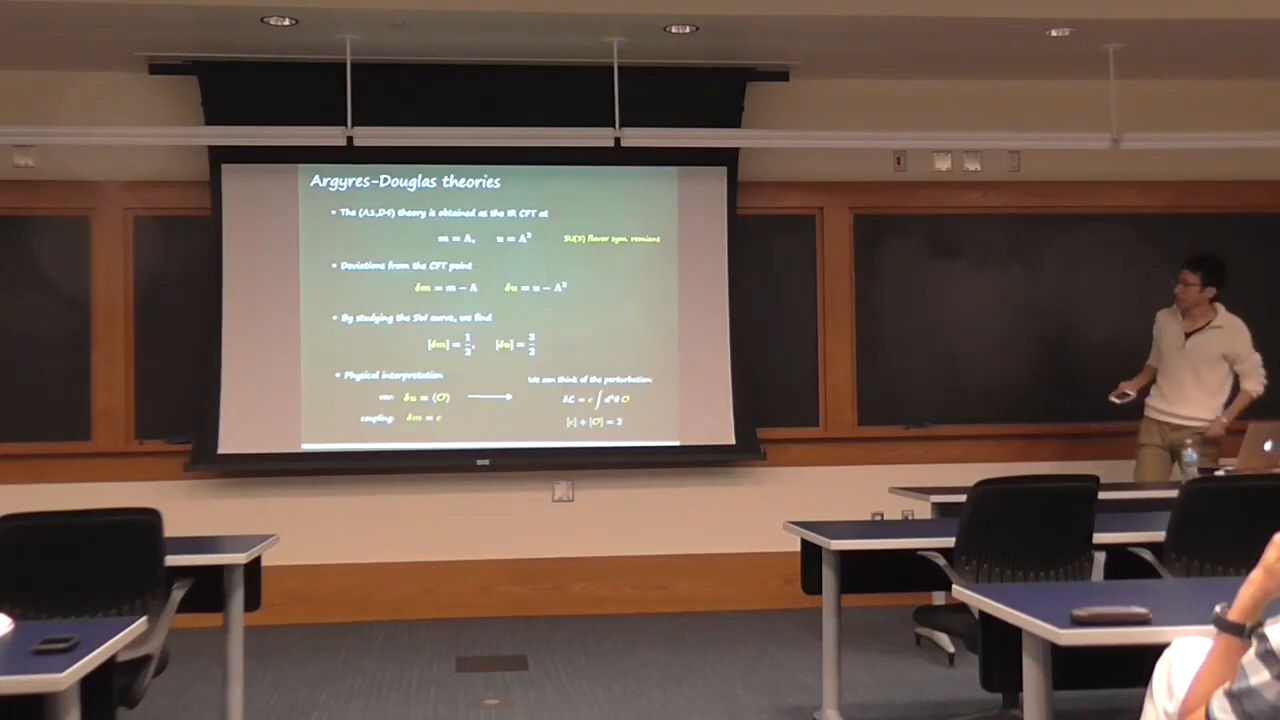 Argyres-Douglas theories
• The (A1,D4) theory is obtained as the IR CFT at
m = Λ, u = Λ² SU(3) flavor sym. remains
• Deviations from the CFT point
δm = m − Λ δu = u − Λ²
• By studying the SW curve, we find
[δm] = 1/2, [δu] = 3/2
• Physical interpretation
We can think of the perturbation:
vev: δu = ⟨O⟩ ⟶ δL = c ∫ d⁴θ O
coupling: δm = c [c] + [O] = 2